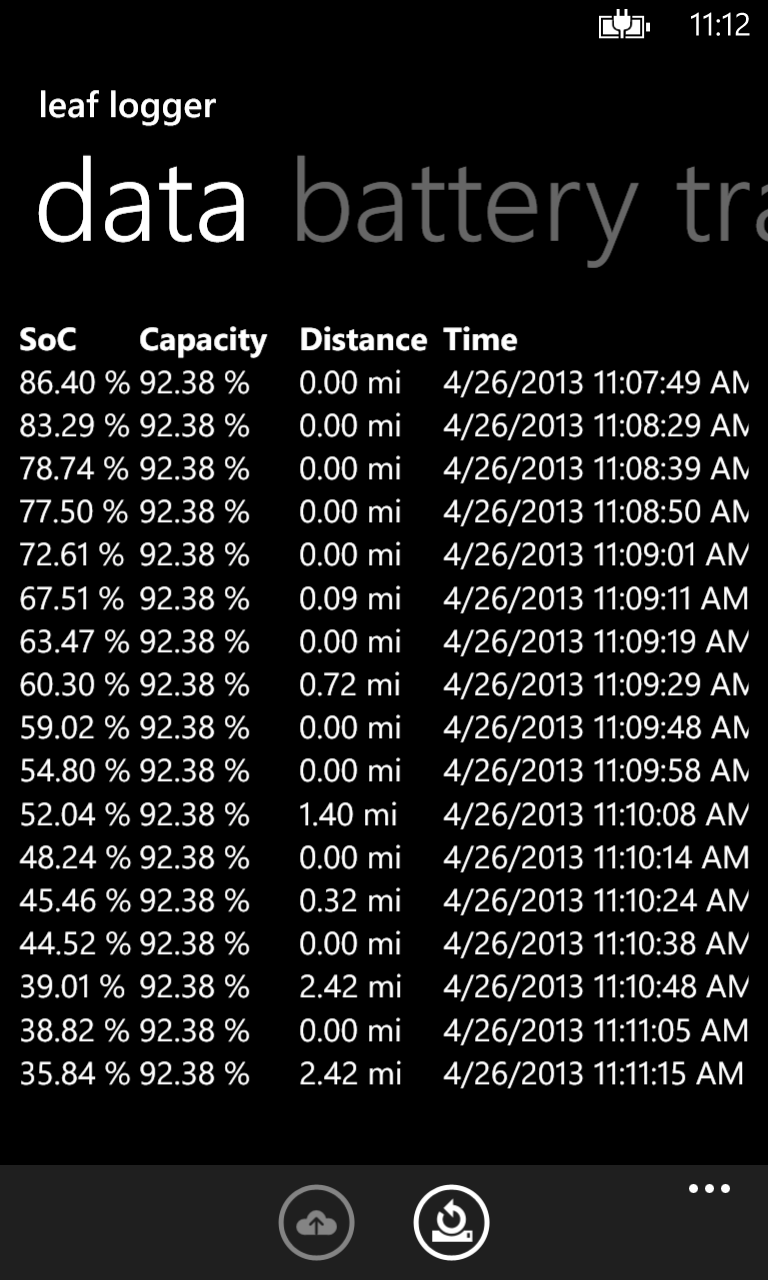 11:12
leaf logger
data battery tra
SoC Capacity Distance Time
86.40 % 92.38 % 0.00 mi 4/26/2013 11:07:49 AM
83.29 % 92.38 % 0.00 mi 4/26/2013 11:08:29 AM
78.74 % 92.38 % 0.00 mi 4/26/2013 11:08:39 AM
77.50 % 92.38 % 0.00 mi 4/26/2013 11:08:50 AM
72.61 % 92.38 % 0.00 mi 4/26/2013 11:09:01 AM
67.51 % 92.38 % 0.09 mi 4/26/2013 11:09:11 AM
63.47 % 92.38 % 0.00 mi 4/26/2013 11:09:19 AM
60.30 % 92.38 % 0.72 mi 4/26/2013 11:09:29 AM
59.02 % 92.38 % 0.00 mi 4/26/2013 11:09:48 AM
54.80 % 92.38 % 0.00 mi 4/26/2013 11:09:58 AM
52.04 % 92.38 % 1.40 mi 4/26/2013 11:10:08 AM
48.24 % 92.38 % 0.00 mi 4/26/2013 11:10:14 AM
45.46 % 92.38 % 0.32 mi 4/26/2013 11:10:24 AM
44.52 % 92.38 % 0.00 mi 4/26/2013 11:10:38 AM
39.01 % 92.38 % 2.42 mi 4/26/2013 11:10:48 AM
38.82 % 92.38 % 0.00 mi 4/26/2013 11:11:05 AM
35.84 % 92.38 % 2.42 mi 4/26/2013 11:11:15 AM